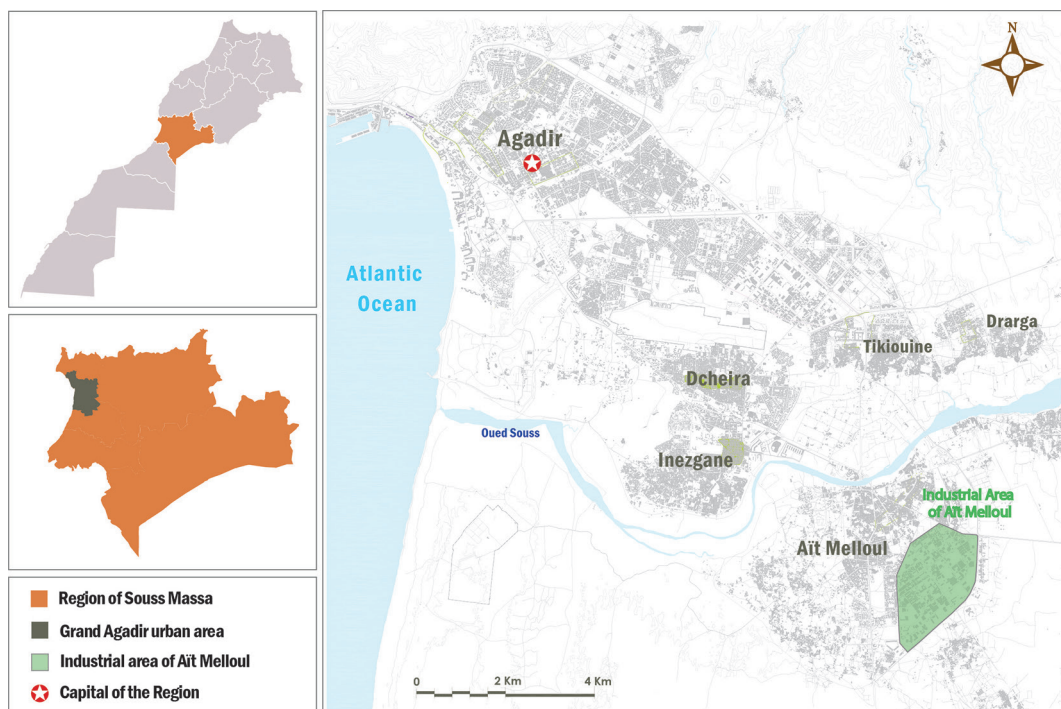 N
Agadir
Atlantic
Ocean
Drarga
Tikiouine
Dcheira
Oued Souss
Inezgane
Industrial Area
of Aït Melloul
Aït Melloul
0 2 Km 4 Km
Region of Souss Massa
Grand Agadir urban area
Industrial area of Aït Melloul
Capital of the Region